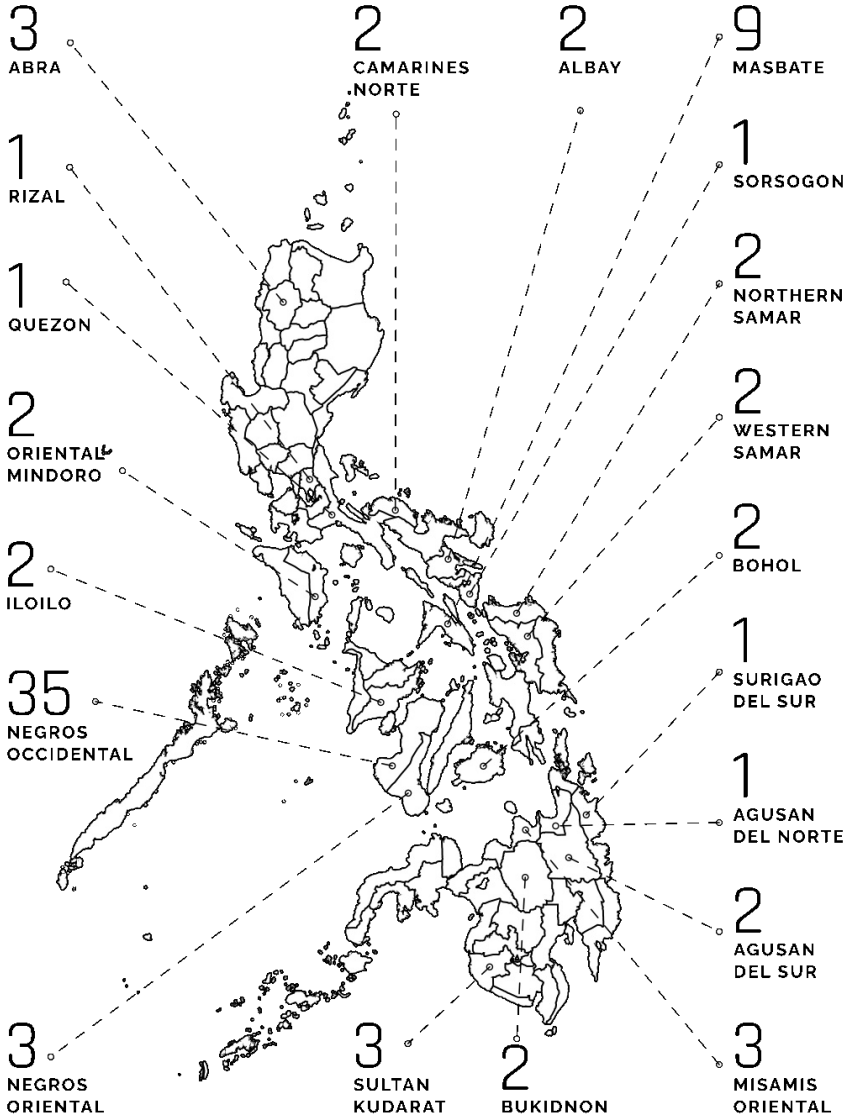 3
ABRA
2
CAMARINES
NORTE
2
ALBAY
9
MASBATE
1
RIZAL
1
SORSOGON
1
QUEZON
2
NORTHERN
SAMAR
2
ORIENTAL
MINDORO
2
WESTERN
SAMAR
2
ILOILO
2
BOHOL
35
NEGROS
OCCIDENTAL
1
SURIGAO
DEL SUR
1
AGUSAN
DEL NORTE
2
AGUSAN
DEL SUR
3
NEGROS
ORIENTAL
3
SULTAN
KUDARAT
2
BUKIDNON
3
MISAMIS
ORIENTAL